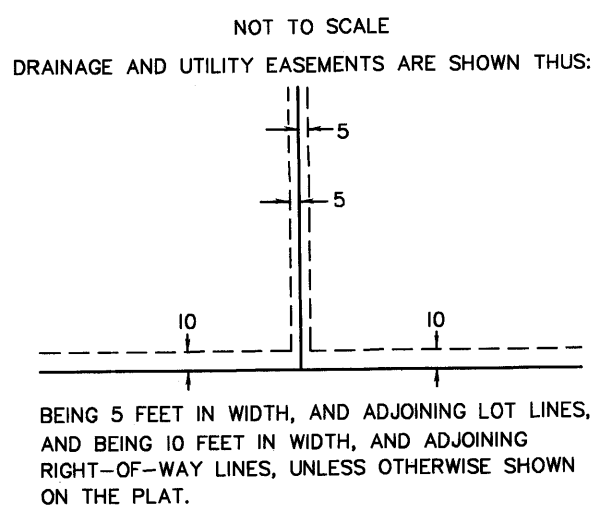 NOT TO SCALE
DRAINAGE AND UTILITY EASEMENTS ARE SHOWN THUS:
5
5
10
10
BEING 5 FEET IN WIDTH, AND ADJOINING LOT LINES,
AND BEING 10 FEET IN WIDTH, AND ADJOINING
RIGHT-OF-WAY LINES, UNLESS OTHERWISE SHOWN
ON THE PLAT.